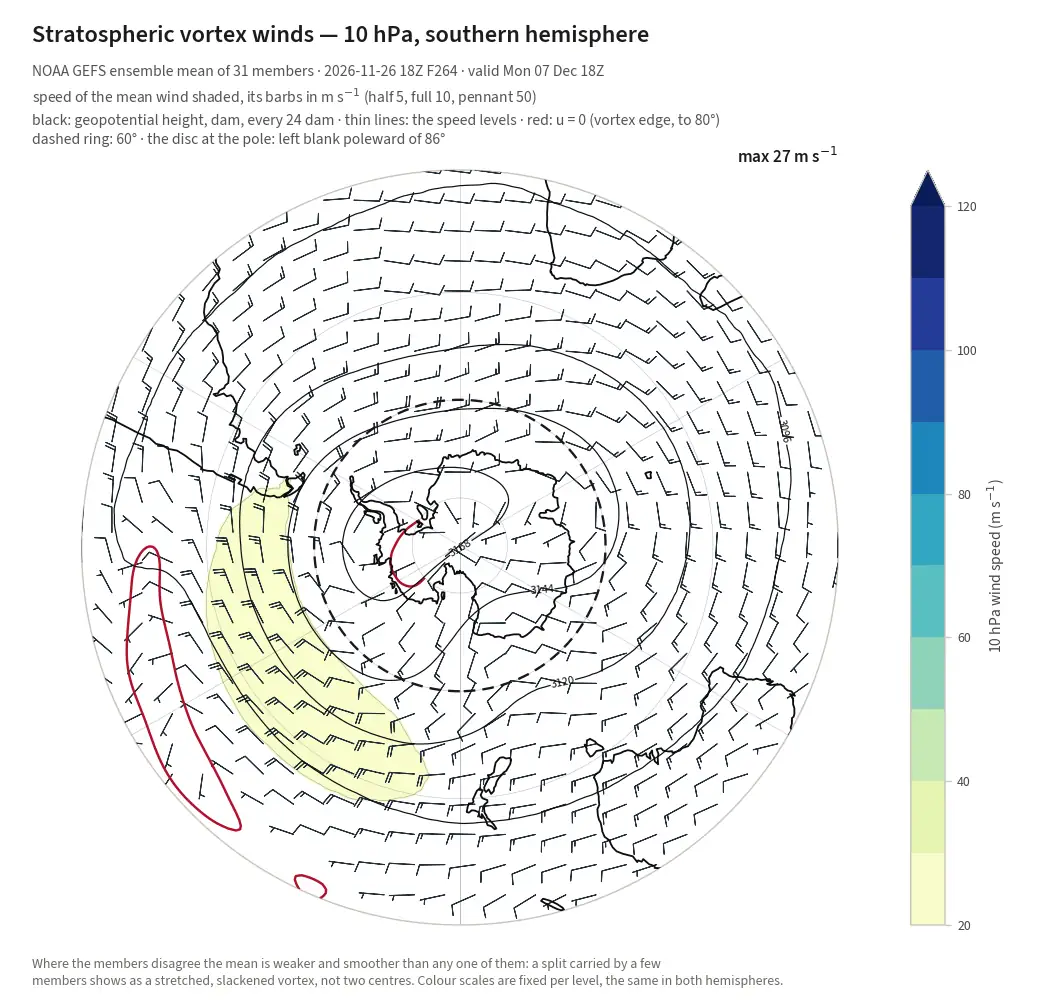 Stratospheric vortex winds — 10 hPa, southern hemisphere
NOAA GEFS ensemble mean of 31 members · 2026-11-26 18Z F264 · valid Mon 07 Dec 18Z
speed of the mean wind shaded, its barbs in m s⁻¹ (half 5, full 10, pennant 50)
black: geopotential height, dam, every 24 dam · thin lines: the speed levels · red: u = 0 (vortex edge, to 80°)
dashed ring: 60° · the disc at the pole: left blank poleward of 86°
max 27 m s⁻¹
120
100
80
60
40
20
10 hPa wind speed (m s⁻¹)
3096
3168
3144
3120
Where the members disagree the mean is weaker and smoother than any one of them: a split carried by a few
members shows as a stretched, slackened vortex, not two centres. Colour scales are fixed per level, the same in both hemispheres.